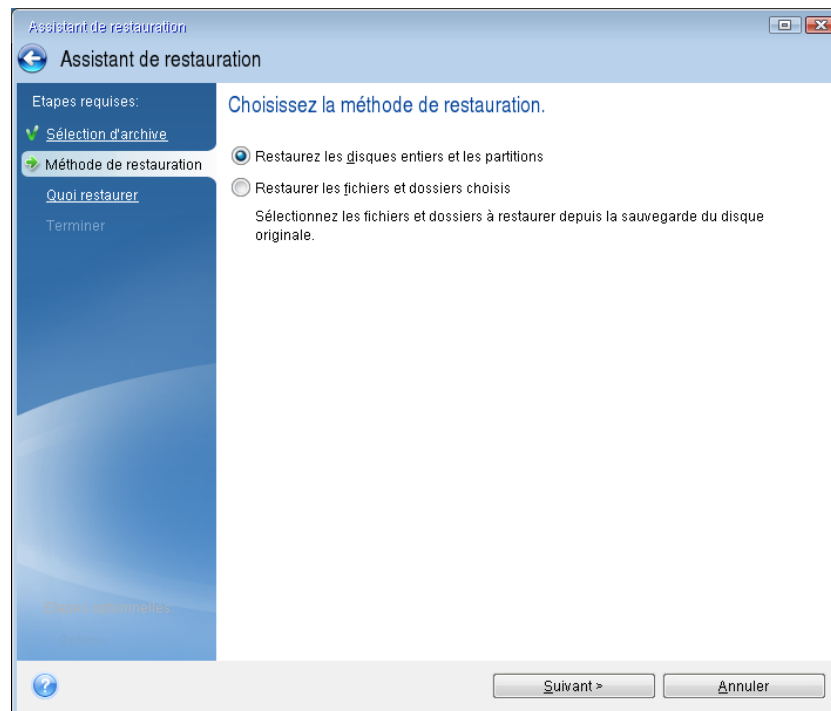 Assistant de restauration
Assistant de restauration
Etapes requises:
Sélection d'archive
Méthode de restauration
Quoi restaurer
Terminer
Choisissez la méthode de restauration.
Restaurez les disques entiers et les partitions
Restaurer les fichiers et dossiers choisis
Sélectionnez les fichiers et dossiers à restaurer depuis la sauvegarde du disque
originale.
Suivant >
Annuler